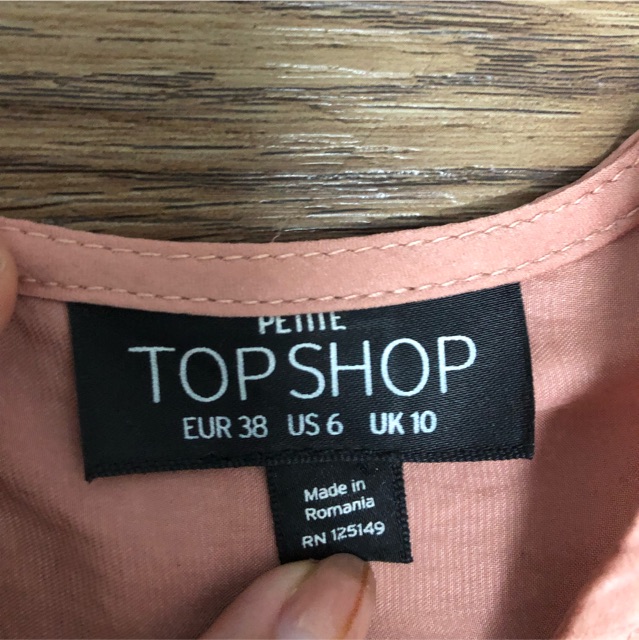 PETITE
TOPSHOP
EUR 38 US 6 UK 10
Made in
Romania
RN 125149